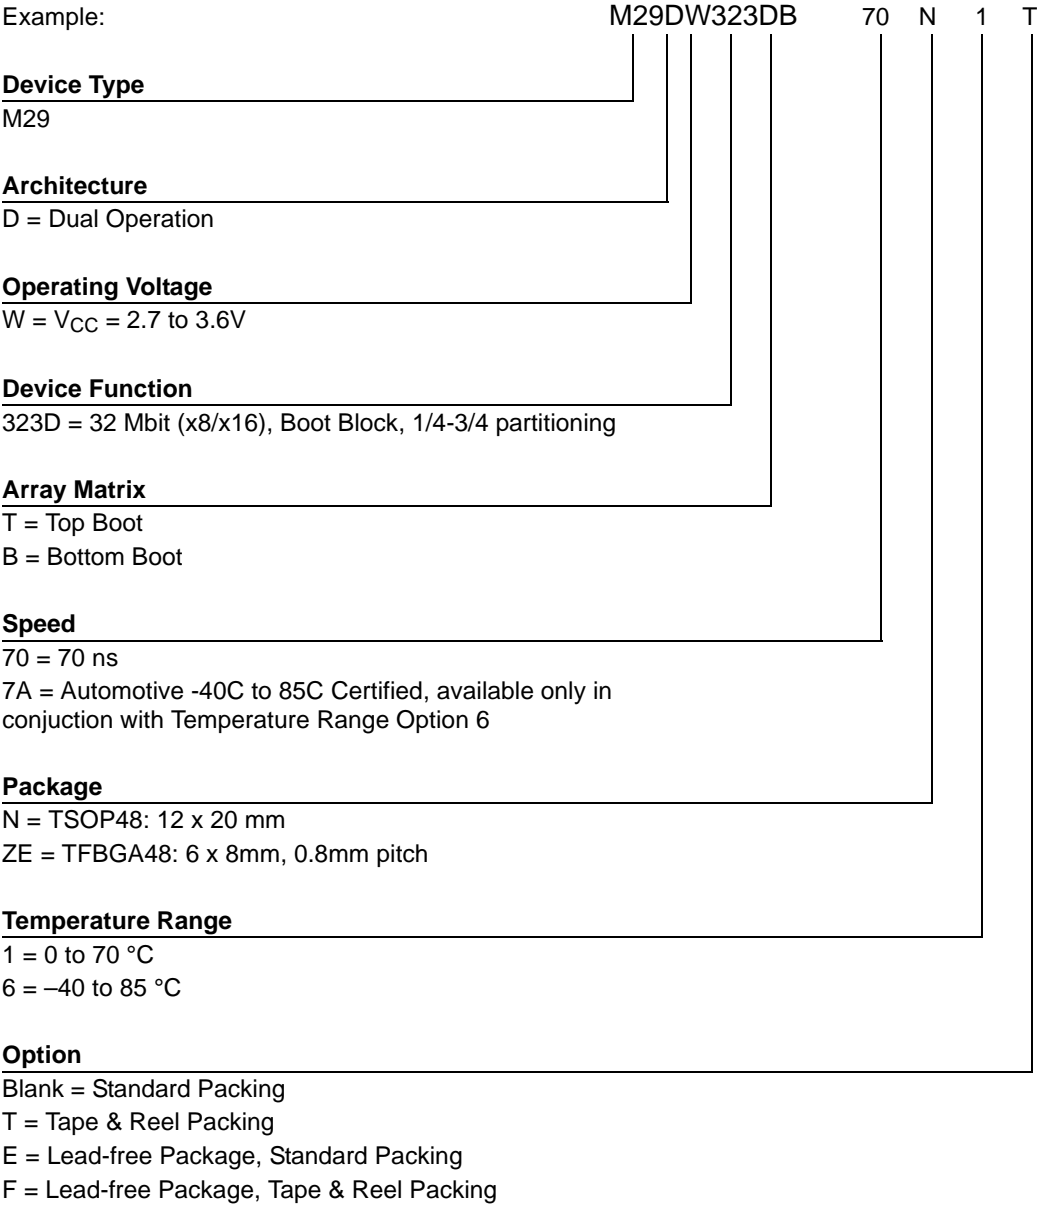 Example: M29DW323DB 70 N 1 T
Device Type
M29
Architecture
D = Dual Operation
Operating Voltage
W = VCC = 2.7 to 3.6V
Device Function
323D = 32 Mbit (x8/x16), Boot Block, 1/4-3/4 partitioning
Array Matrix
T = Top Boot
B = Bottom Boot
Speed
70 = 70 ns
7A = Automotive -40C to 85C Certified, available only in
conjuction with Temperature Range Option 6
Package
N = TSOP48: 12 x 20 mm
ZE = TFBGA48: 6 x 8mm, 0.8mm pitch
Temperature Range
1 = 0 to 70 °C
6 = –40 to 85 °C
Option
Blank = Standard Packing
T = Tape & Reel Packing
E = Lead-free Package, Standard Packing
F = Lead-free Package, Tape & Reel Packing